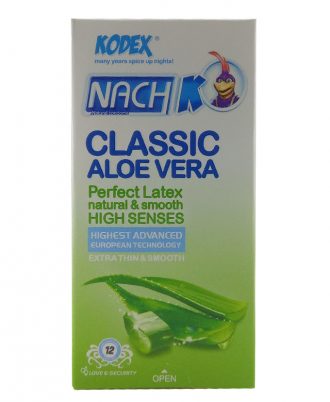 KODEX®
many years spice up nights!
NACH K
CLASSIC
ALOE VERA
Perfect Latex
natural & smooth
HIGH SENSES
HIGHEST ADVANCED
EUROPEAN TECHNOLOGY
EXTRA THIN & SMOOTH
12
LOVE & SECURITY
OPEN